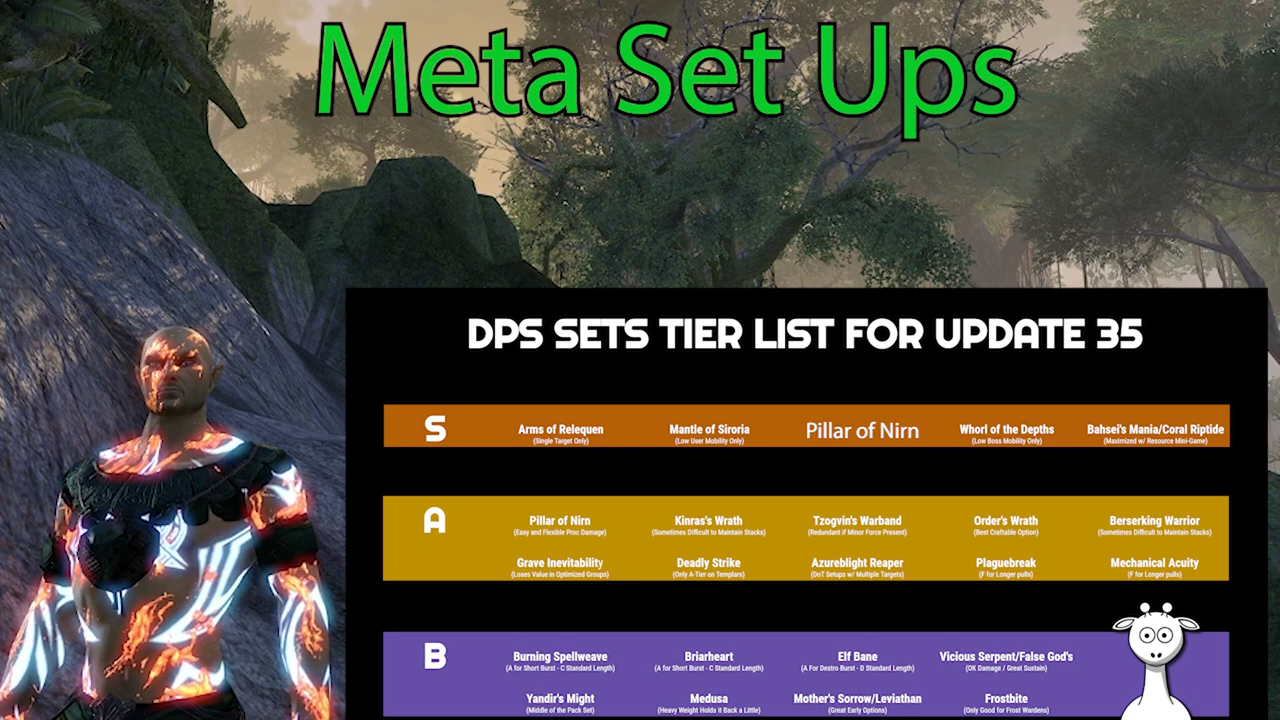 Meta Set Ups
DPS SETS TIER LIST FOR UPDATE 35
S
Arms of Relequen
(Single Target Only)
Mantle of Siroria
(Low User Mobility Only)
Pillar of Nirn
Whorl of the Depths
(Low Boss Mobility Only)
Bahsei's Mania/Coral Riptide
(Maximized w/ Resource Mini-Game)
A
Pillar of Nirn
(Easy and Flexible Proc Damage)
Kinras's Wrath
(Sometimes Difficult to Maintain Stacks)
Tzogvin's Warband
(Redundant if Minor Force Present)
Order's Wrath
(Best Craftable Option)
Berserking Warrior
(Sometimes Difficult to Maintain Stacks)
Grave Inevitability
(Loses Value in Optimized Groups)
Deadly Strike
(Only A-Tier on Templars)
Azureblight Reaper
(DoT Setups w/ Multiple Targets)
Plaguebreak
(F for Longer pulls)
Mechanical Acuity
(F for Longer pulls)
B
Burning Spellweave
(A for Short Burst - C Standard Length)
Briarheart
(A for Short Burst - C Standard Length)
Elf Bane
(A For Destro Burst - D Standard Length)
Vicious Serpent/False God's
(OK Damage / Great Sustain)
Yandir's Might
(Middle of the Pack Set)
Medusa
(Heavy Weight Holds it Back a Little)
Mother's Sorrow/Leviathan
(Great Early Options)
Frostbite
(Only Good for Frost Wardens)